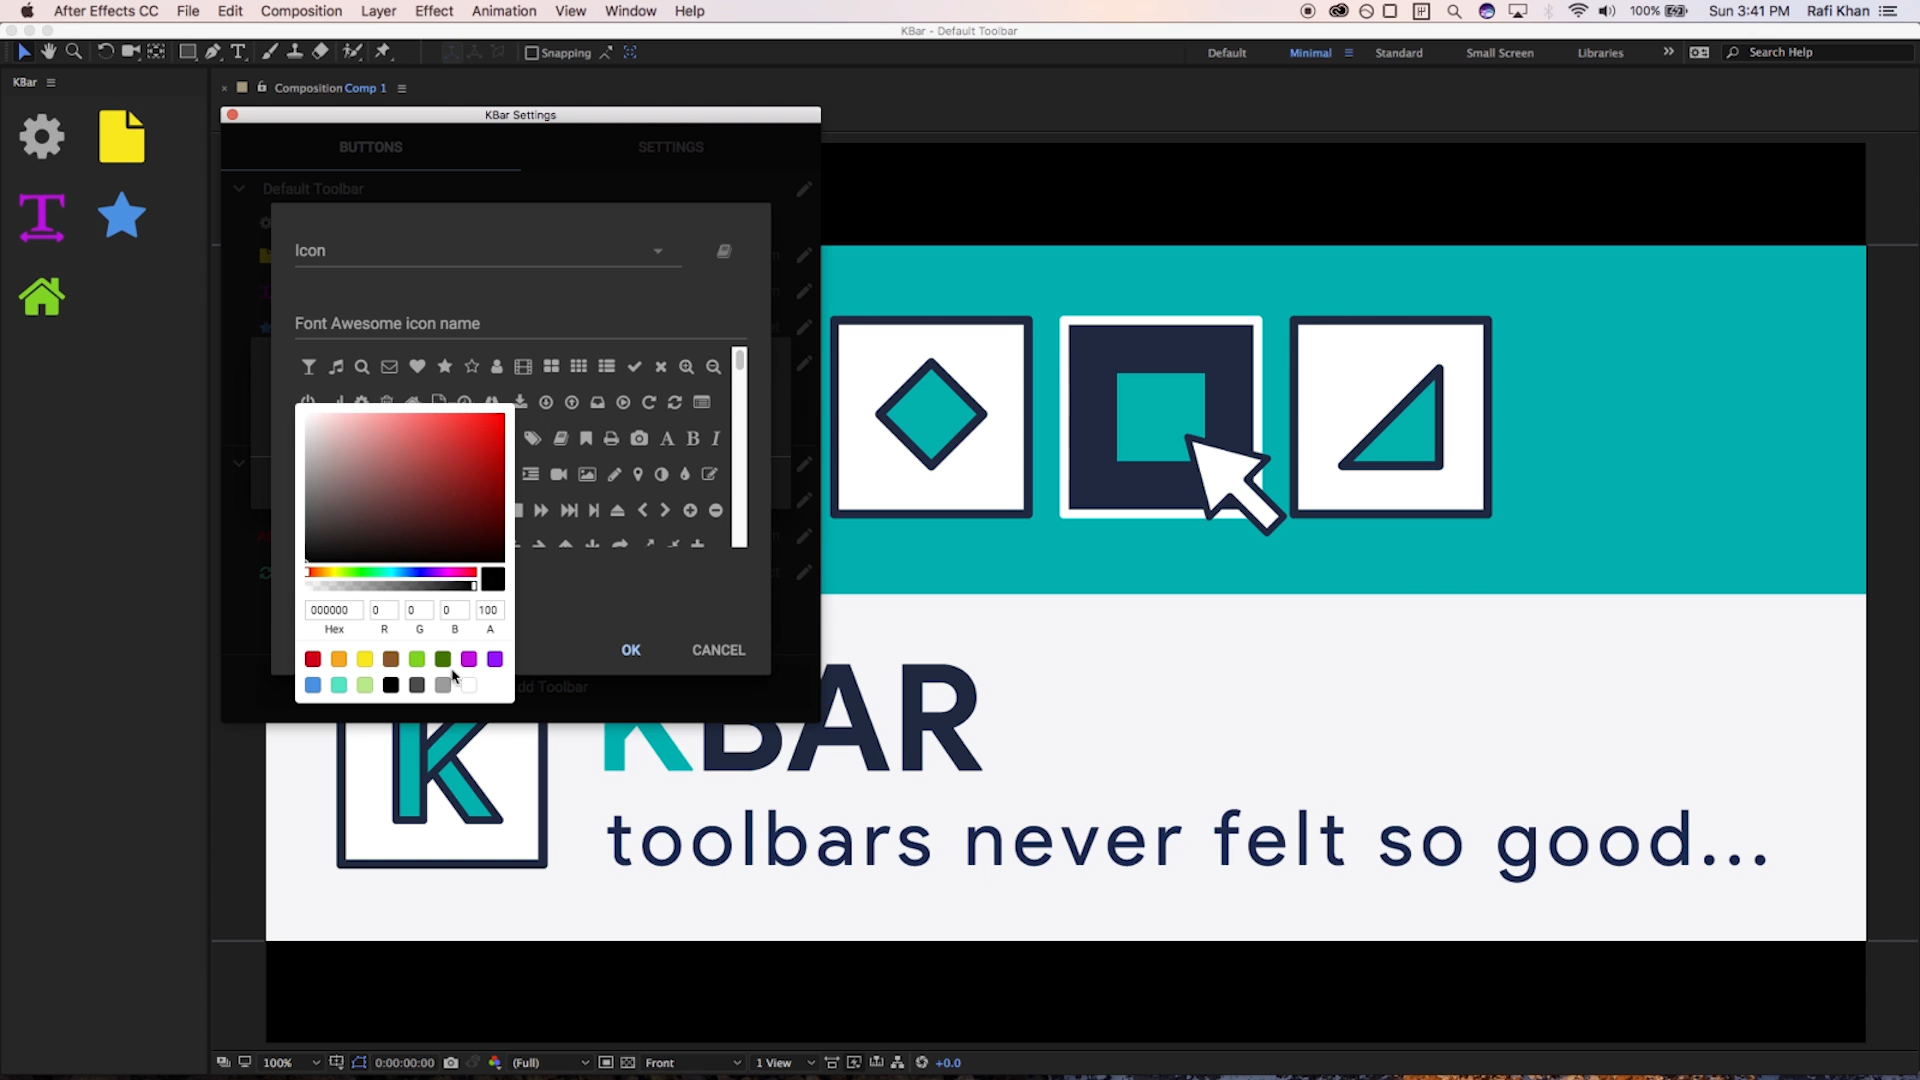 After Effects CC File Edit Composition Layer Effect Animation View Window Help 100% Sun 3:41 PM Rafi Khan
KBar - Default Toolbar
Snapping Default Minimal Standard Small Screen Libraries Search Help
KBar
Composition Comp 1
KBar Settings
BUTTONS SETTINGS
Default Toolbar
Icon
Font Awesome icon name
000000 0 0 0 100
Hex R G B A
OK CANCEL
dd Toolbar
K
KBAR
toolbars never felt so good...
100% 0:00:00:00 (Full) Front 1 View +0.0